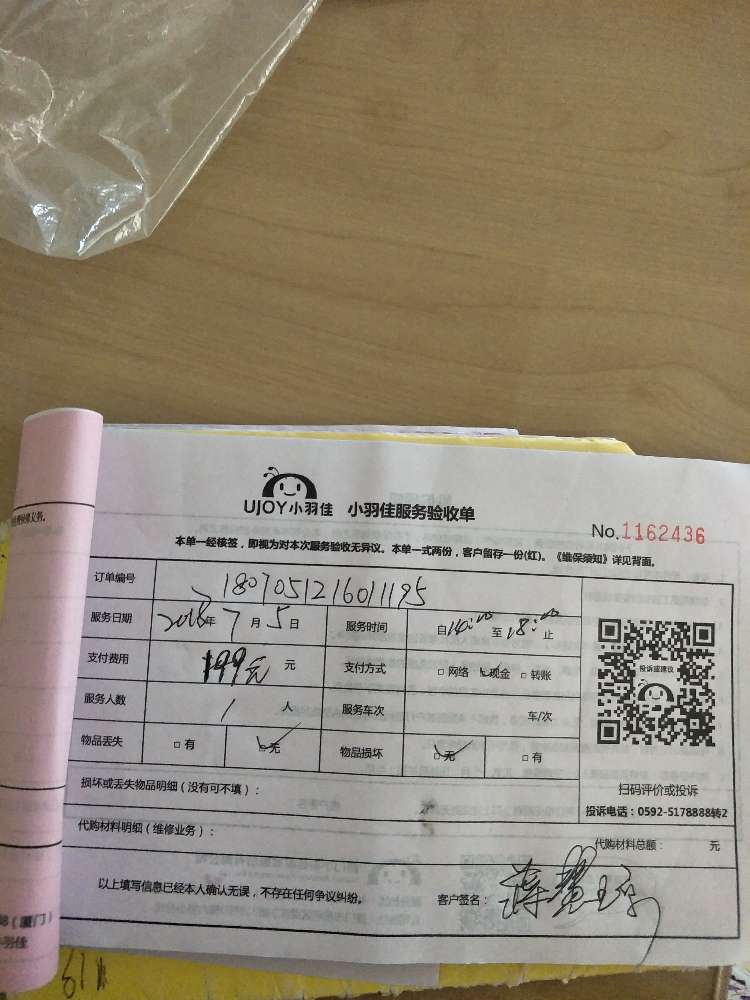 UJOY小羽佳 小羽佳服务验收单
No.1162436
本单一经核签，即视为对本次服务验收无异议。本单一式两份，客户留存一份(红)。《维保须知》详见背面。
订单编号 1807051216011195
服务日期 2018年 7 月 5 日 服务时间 自14:00 至 18:00 止
支付费用 199元 元 支付方式 □ 网络 ☑现金 □ 转账
服务人数 1 人 服务车次 车/次
物品丢失 □ 有 ☑无 物品损坏 ☑无 □ 有
投诉或建议
扫码评价或投诉
投诉电话：0592-5178888转2
损坏或丢失物品明细（没有可不填）：
代购材料明细（维修业务）：
代购材料总额： 元
以上填写信息已经本人确认无误，不存在任何争议纠纷。
客户签名：